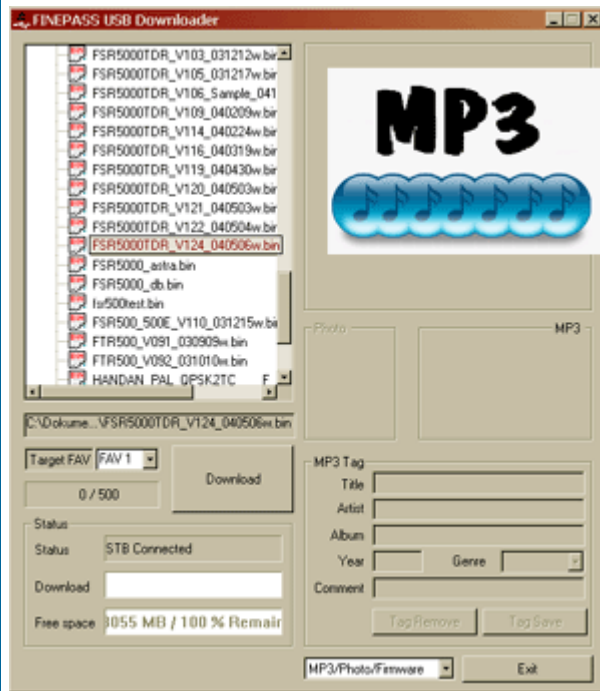 FINEPASS USB Downloader
FSR5000TDR_V103_031212w.bin
FSR5000TDR_V105_031217w.bin
FSR5000TDR_V106_Sample_041
FSR5000TDR_V109_040209w.bin
FSR5000TDR_V114_040224w.bin
FSR5000TDR_V116_040319w.bin
FSR5000TDR_V119_040430w.bin
FSR5000TDR_V120_040503w.bin
FSR5000TDR_V121_040503w.bin
FSR5000TDR_V122_040504w.bin
FSR5000TDR_V124_040506w.bin
FSR5000_astra.bin
FSR5000_db.bin
fsr500test.bin
FSR500_500E_V110_031215w.bin
FTR500_V091_030909w.bin
FTR500_V092_031010w.bin
HANDAN_PAL_QPSK2TC__F
C:\Dokume...\FSR5000TDR_V124_040506w.bin
Target FAV FAV 1
0 / 500
Download
Status
Status STB Connected
Download
Free space 3055 MB / 100 % Remain
MP3
Photo
MP3
MP3 Tag
Title
Artist
Album
Year Genre
Comment
Tag Remove Tag Save
MP3/Photo/Firmware Exit